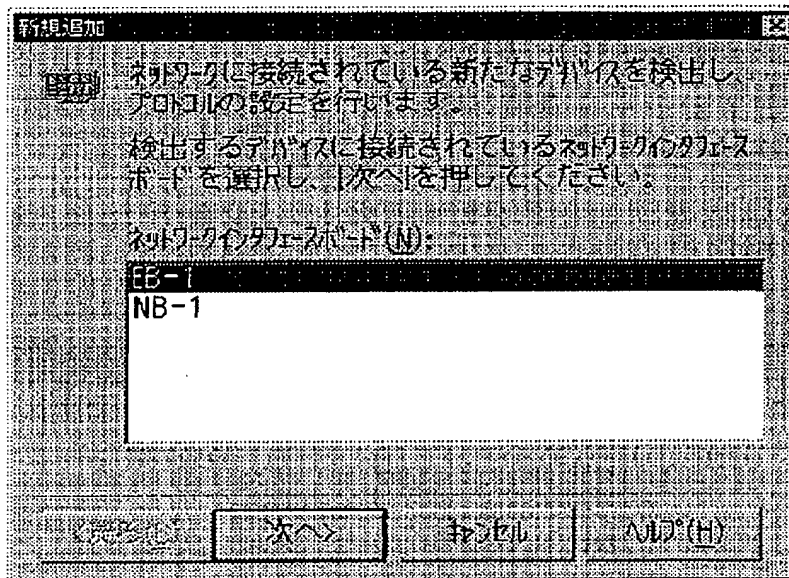 新規追加
ﾈｯﾄﾜｰｸに接続されている新たなﾃﾞﾊﾞｲｽを検出し、
ﾌﾟﾛﾄｺﾙの設定を行います。
検出するﾃﾞﾊﾞｲｽに接続されているﾈｯﾄﾜｰｸｲﾝﾀﾌｪｰｽ
ﾎﾞｰﾄﾞを選択し、[次へ]を押してください。
ﾈｯﾄﾜｰｸｲﾝﾀﾌｪｰｽﾎﾞｰﾄﾞ(N):
EB-1
NB-1
次へ>
ｷｬﾝｾﾙ
ﾍﾙﾌﾟ(H)